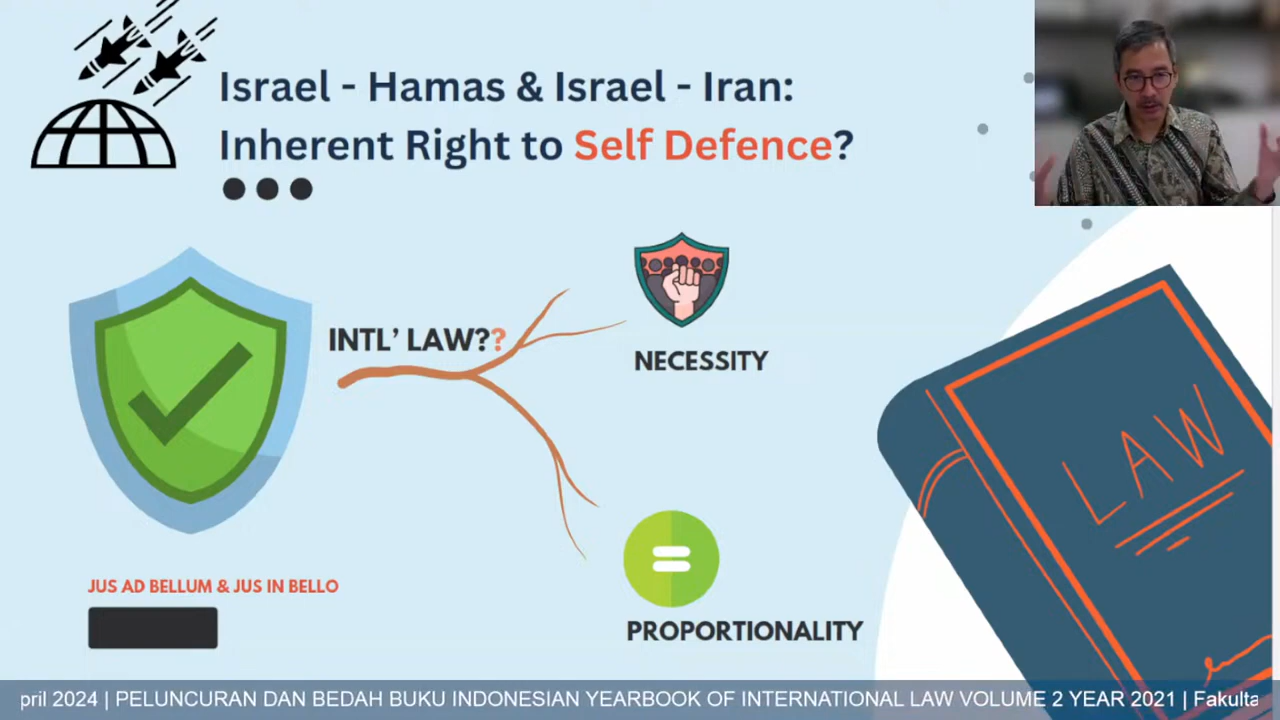 Israel - Hamas & Israel - Iran:
Inherent Right to Self Defence?
INTL' LAW??
NECESSITY
LAW
JUS AD BELLUM & JUS IN BELLO
PROPORTIONALITY
pril 2024 | PELUNCURAN DAN BEDAH BUKU INDONESIAN YEARBOOK OF INTERNATIONAL LAW VOLUME 2 YEAR 2021 | Fakulta